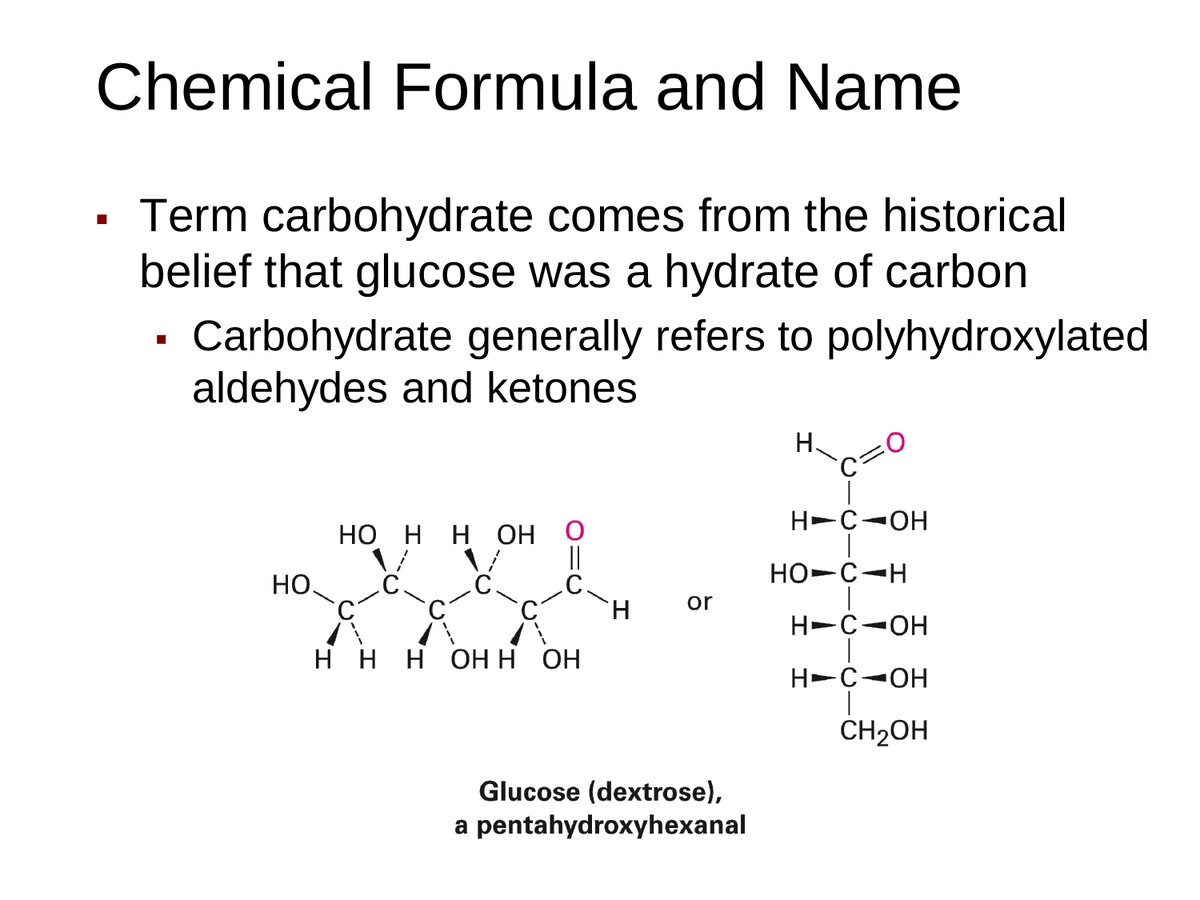 Chemical Formula and Name
▪ Term carbohydrate comes from the historical
belief that glucose was a hydrate of carbon
▪ Carbohydrate generally refers to polyhydroxylated
aldehydes and ketones
HO H H OH O
HO C C C
C C C H
H H H OH H OH
or
H O
C
H C OH
HO C H
H C OH
H C OH
CH₂OH
Glucose (dextrose),
a pentahydroxyhexanal